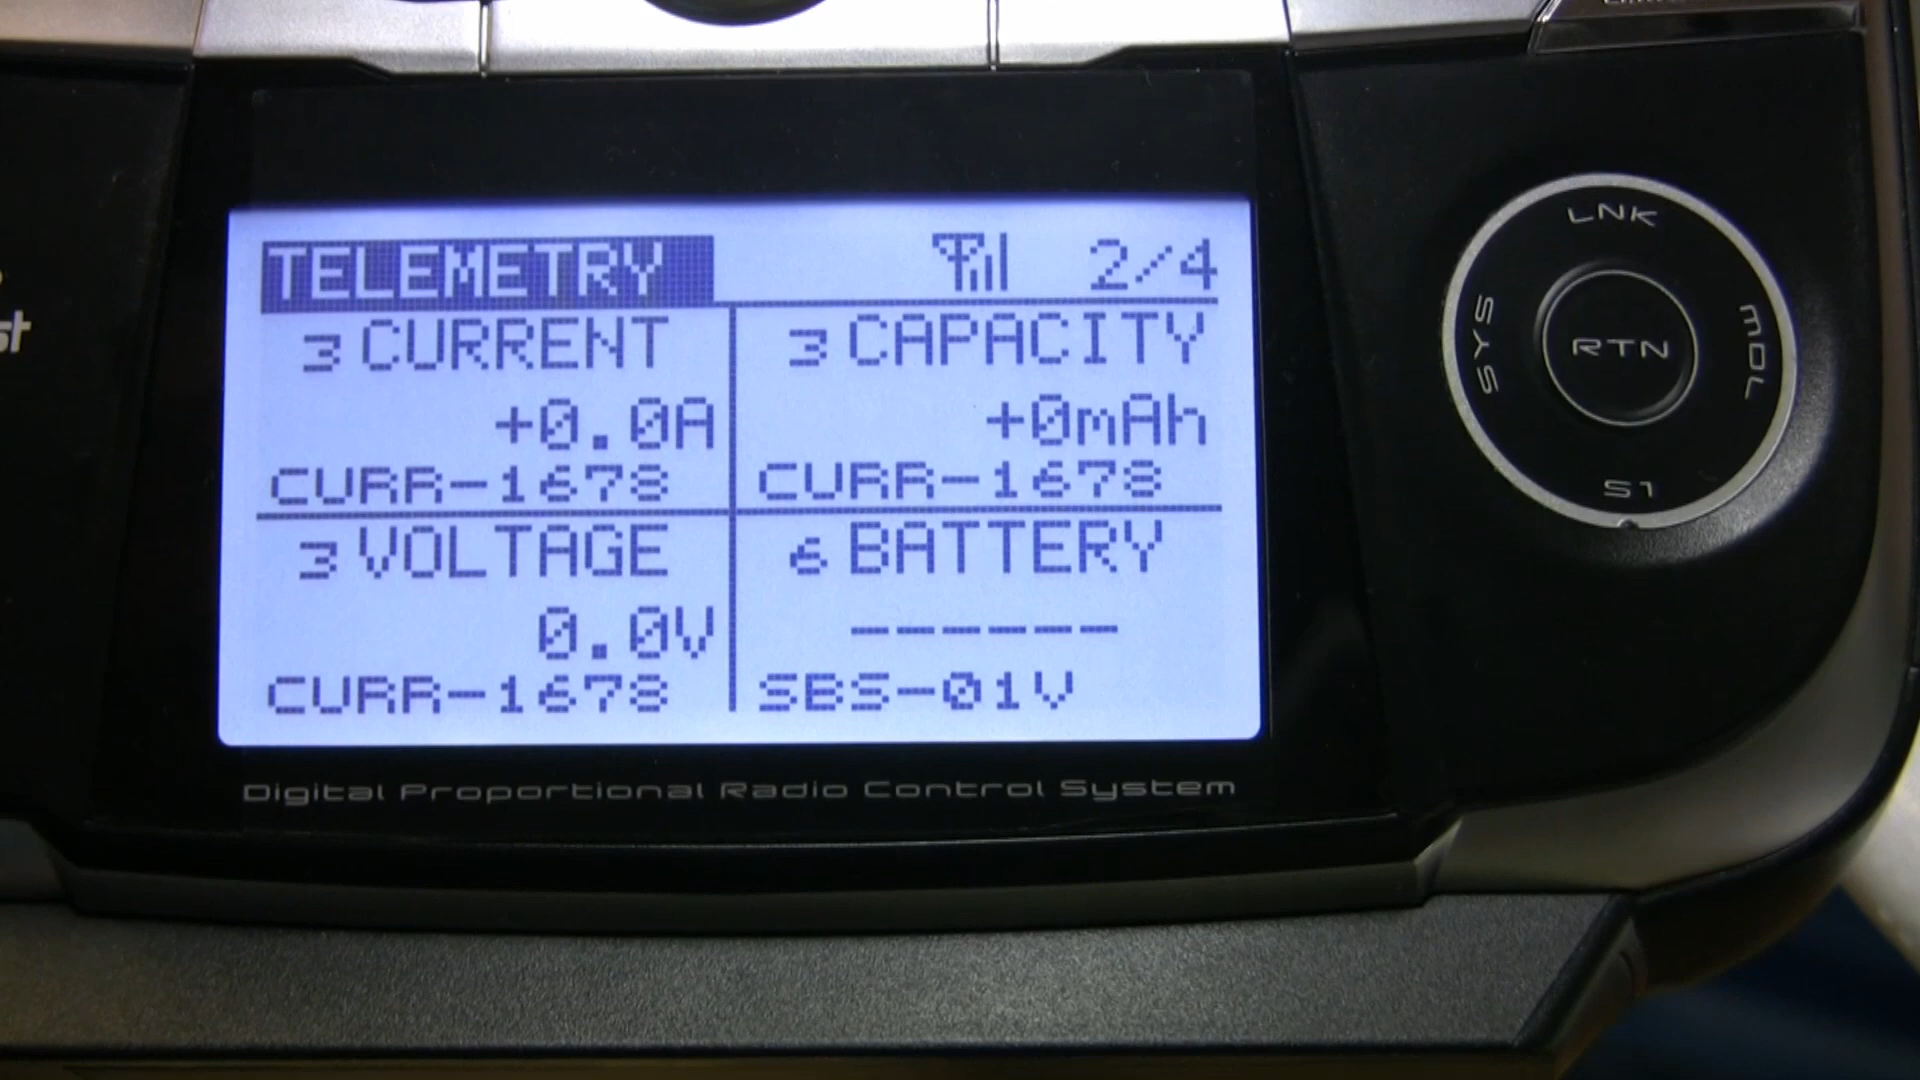 TELEMETRY 2/4
3 CURRENT
+0.0A
CURR-1678
3 CAPACITY
+0mAh
CURR-1678
3 VOLTAGE
0.0V
CURR-1678
6 BATTERY
------
SBS-01V
Digital Proportional Radio Control System
LNK
SYS
RTN
MDL
S1
st